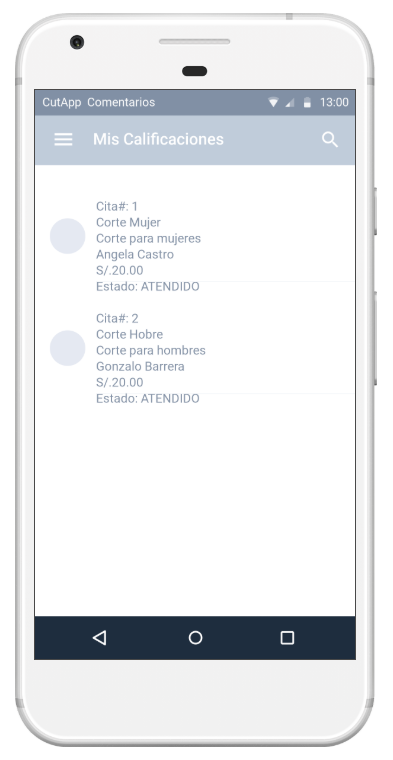 CutApp Comentarios 13:00
Mis Calificaciones
Cita#: 1
Corte Mujer
Corte para mujeres
Angela Castro
S/.20.00
Estado: ATENDIDO
Cita#: 2
Corte Hobre
Corte para hombres
Gonzalo Barrera
S/.20.00
Estado: ATENDIDO